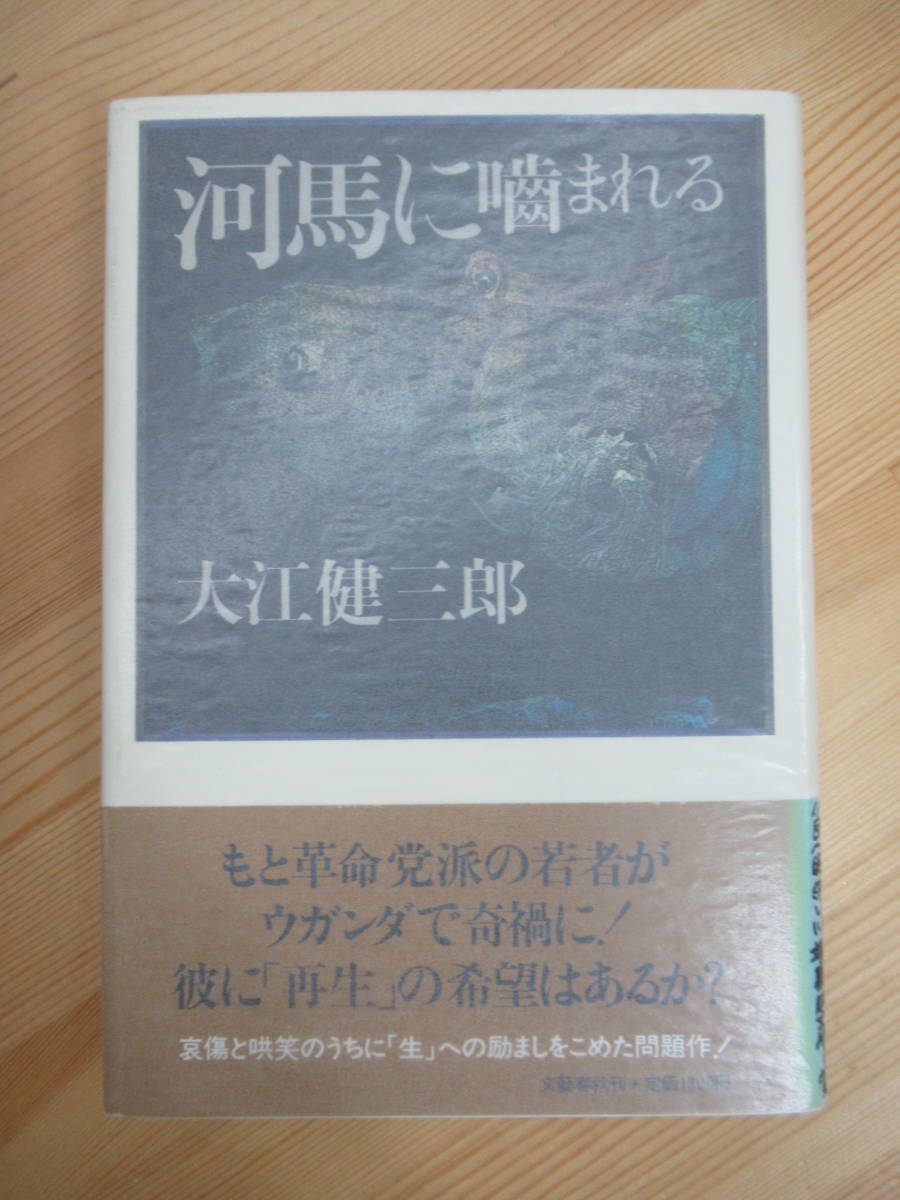 河馬に嚙まれる
大江健三郎
もと革命党派の若者が
ウガンダで奇禍に!
彼に「再生」の希望はあるか?
哀傷と哄笑のうちに「生」への励ましをこめた問題作!
文藝春秋刊・定価